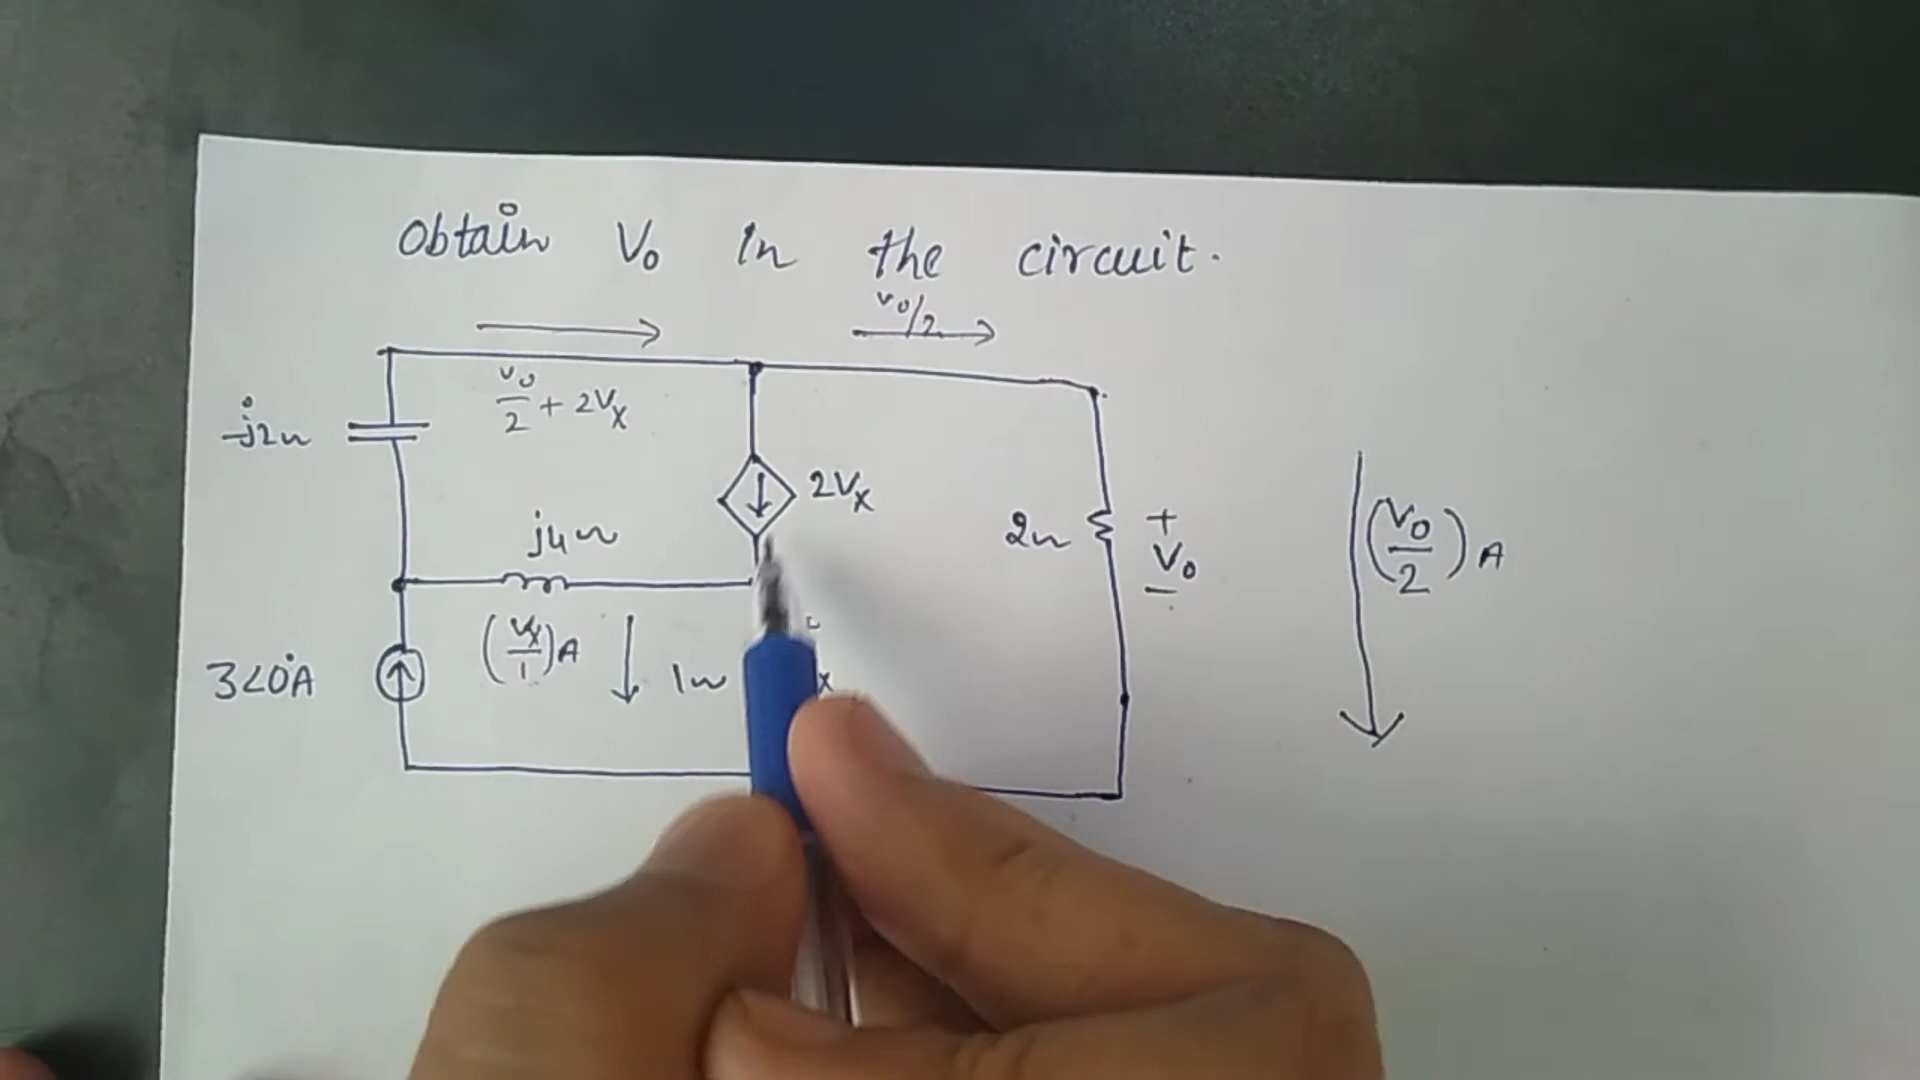 Obtain V₀ in the circuit.
v₀/2
v₀/2 + 2Vx
-j2Ω
2Vx
j4Ω
2Ω
+
V₀
-
(V₀/2) A
(Vx/1) A
3∠0°A
1Ω
x